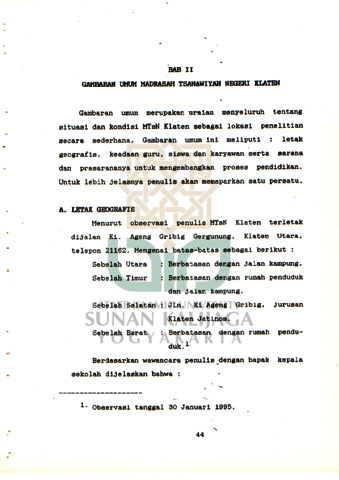 BAB II
GAMBARAN UMUM MADRASAH TSANAWIYAH NEGERI KLATEN
Gambaran umum merupakan uraian menyeluruh tentang
situasi dan kondisi MTsN Klaten sebagai lokasi penelitian
secara sederhana, Gambaran umum ini meliputi : letak
geografis, keadaan guru, siswa dan karyawan serta sarana
dan prasarananya untuk mengembangkan proses pendidikan.
Untuk lebih jelasnya penulis akan memaparkan satu persatu.
A. LETAK GEOGRAFIS
Menurut observasi penulis MTsN Klaten terletak
dijalan Ki. Ageng Gribig Gergunung, Klaten Utara,
telepon 21162. Mengenai batas-batas sebagai berikut :
Sebelah Utara : Berbatasan dengan jalan kampung.
Sebelah Timur : Berbatasan dengan rumah penduduk
dan jalan kampung.
Sebelah Selatan : Jln. Ki Ageng Gribig, jurusan
Klaten Jatinom.
SUNAN KALIJAGA
Sebelah Barat : Berbatasan dengan rumah pendu-
YOGYAKARTA
duk.1
Berdasarkan wawancara penulis dengan bapak kepala
sekolah dijelaskan bahwa :
1. Observasi tanggal 30 Januari 1995.
44